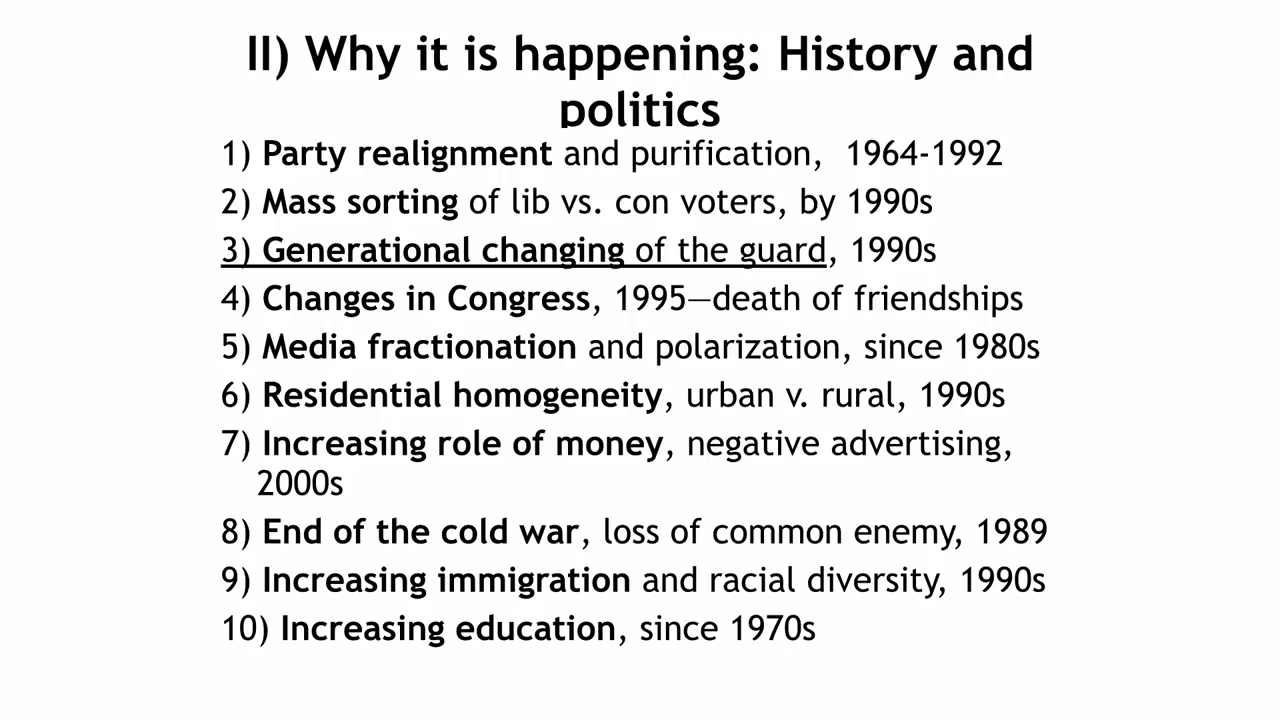 II) Why it is happening: History and
politics
1) Party realignment and purification,  1964-1992
2) Mass sorting of lib vs. con voters, by 1990s
3) Generational changing of the guard, 1990s
4) Changes in Congress, 1995—death of friendships
5) Media fractionation and polarization, since 1980s
6) Residential homogeneity, urban v. rural, 1990s
7) Increasing role of money, negative advertising,
2000s
8) End of the cold war, loss of common enemy, 1989
9) Increasing immigration and racial diversity, 1990s
10) Increasing education, since 1970s